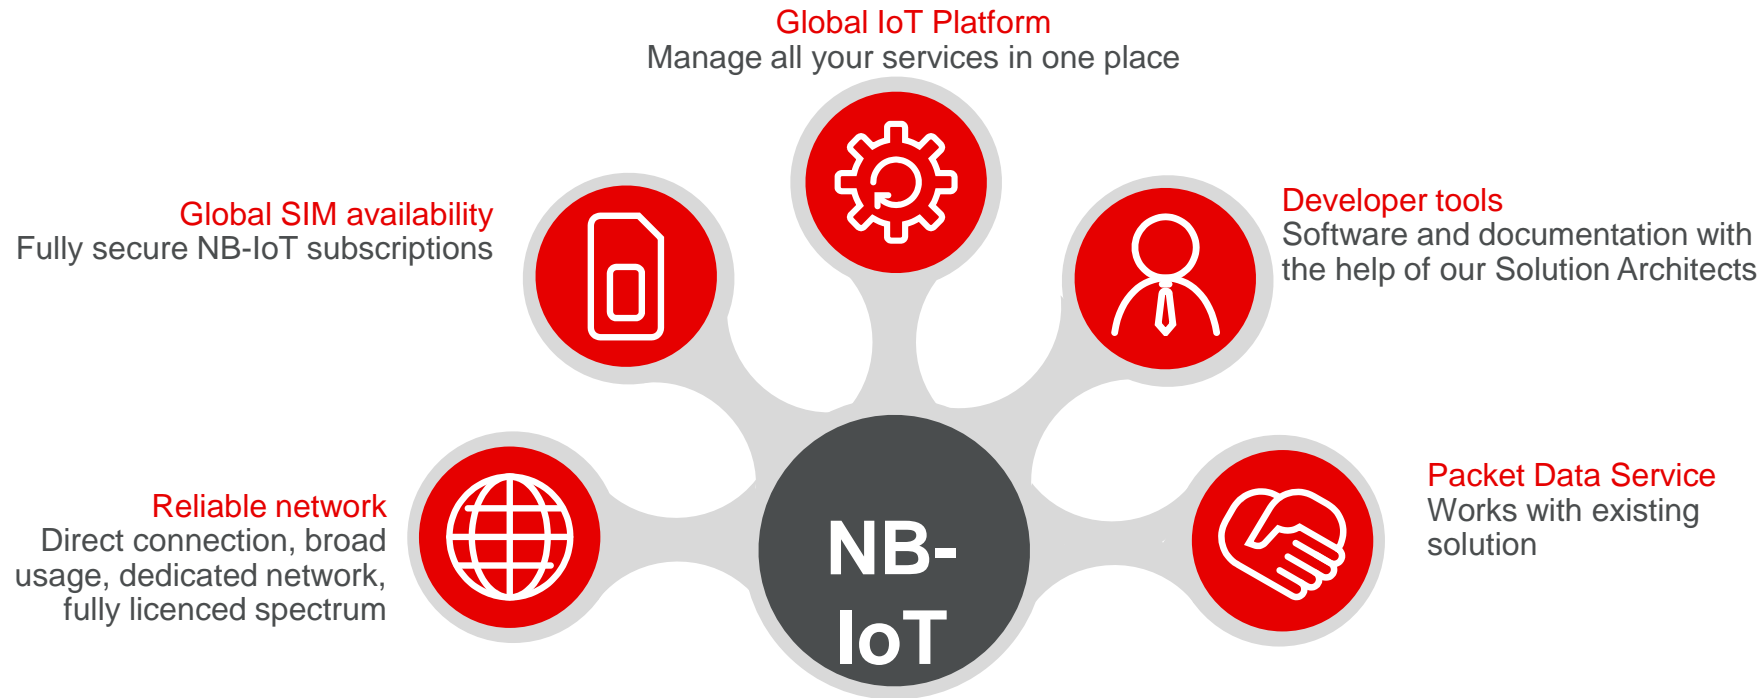 Global IoT Platform
Manage all your services in one place
Global SIM availability
Fully secure NB-IoT subscriptions
Developer tools
Software and documentation with
the help of our Solution Architects
Reliable network
Direct connection, broad
usage, dedicated network,
fully licenced spectrum
NB-
IoT
Packet Data Service
Works with existing
solution